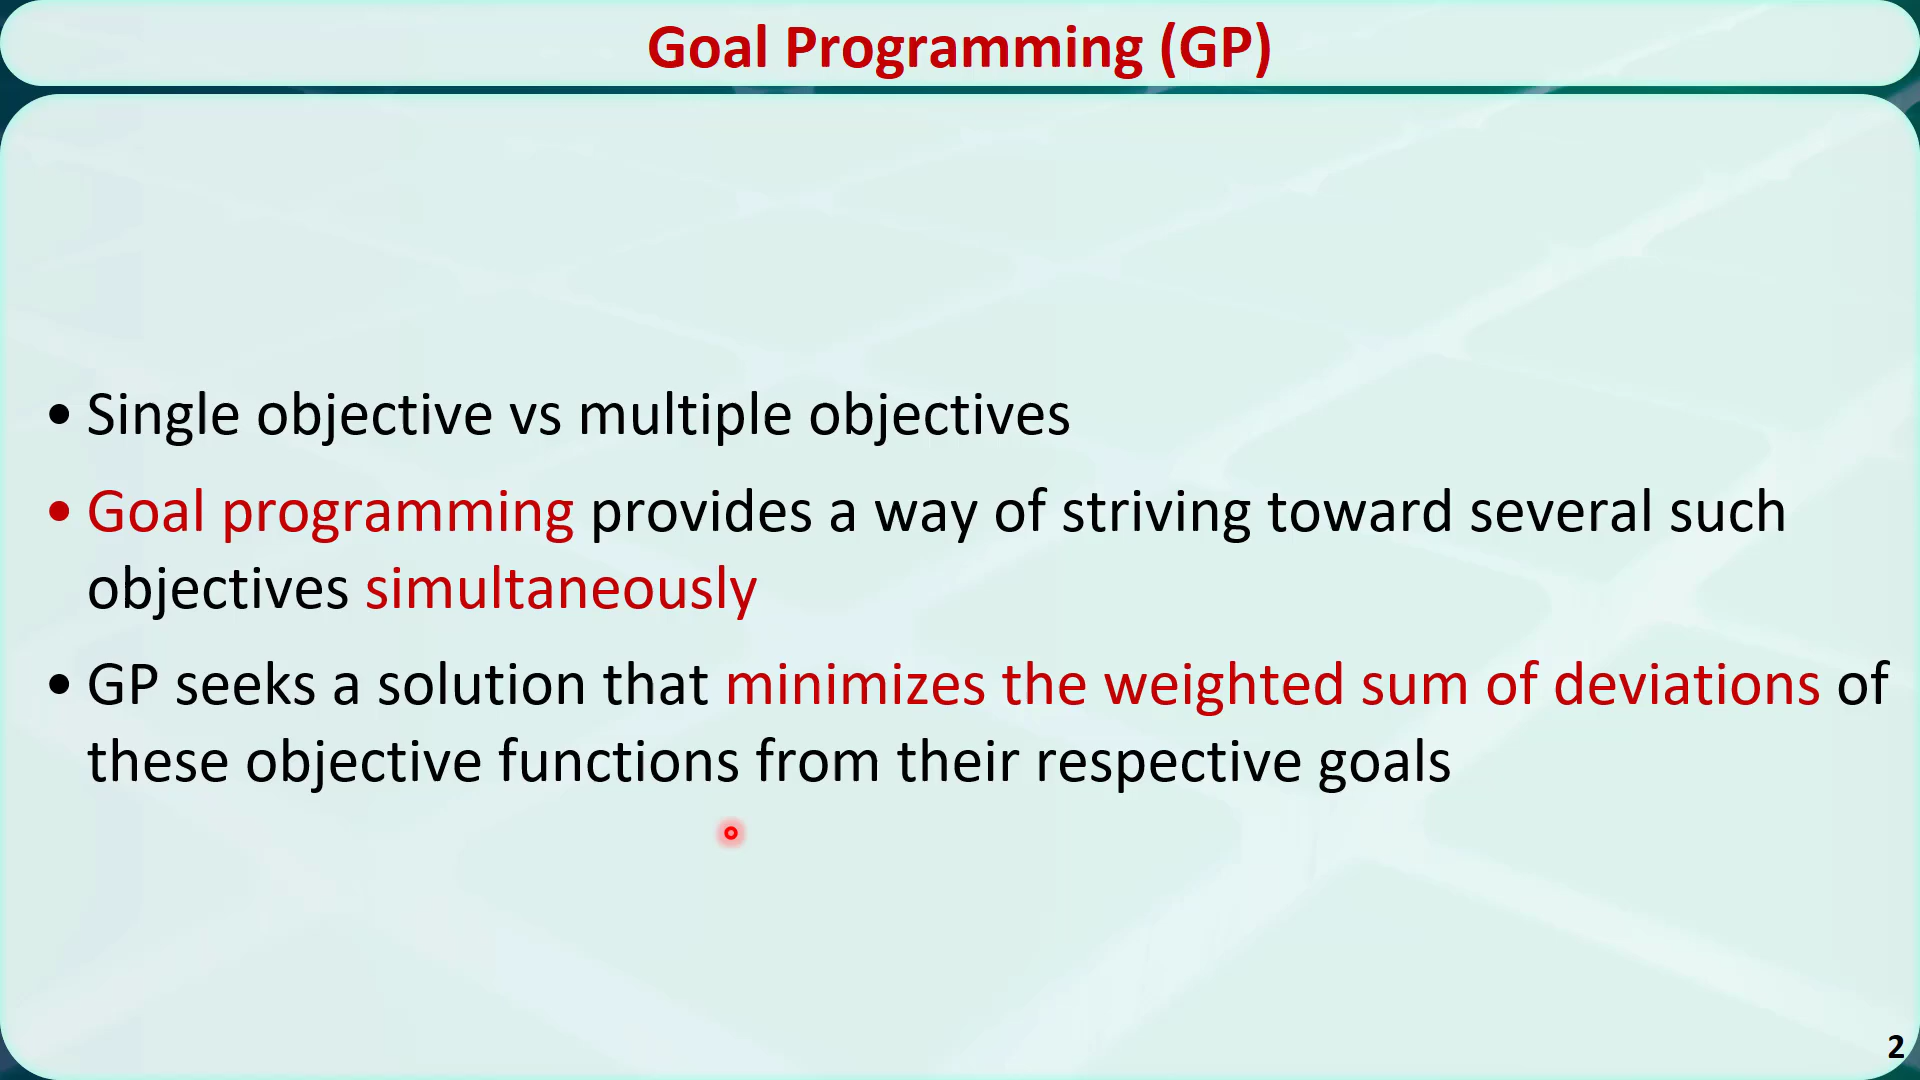 Goal Programming (GP)
• Single objective vs multiple objectives
• Goal programming provides a way of striving toward several such
objectives simultaneously
• GP seeks a solution that minimizes the weighted sum of deviations of
these objective functions from their respective goals
2